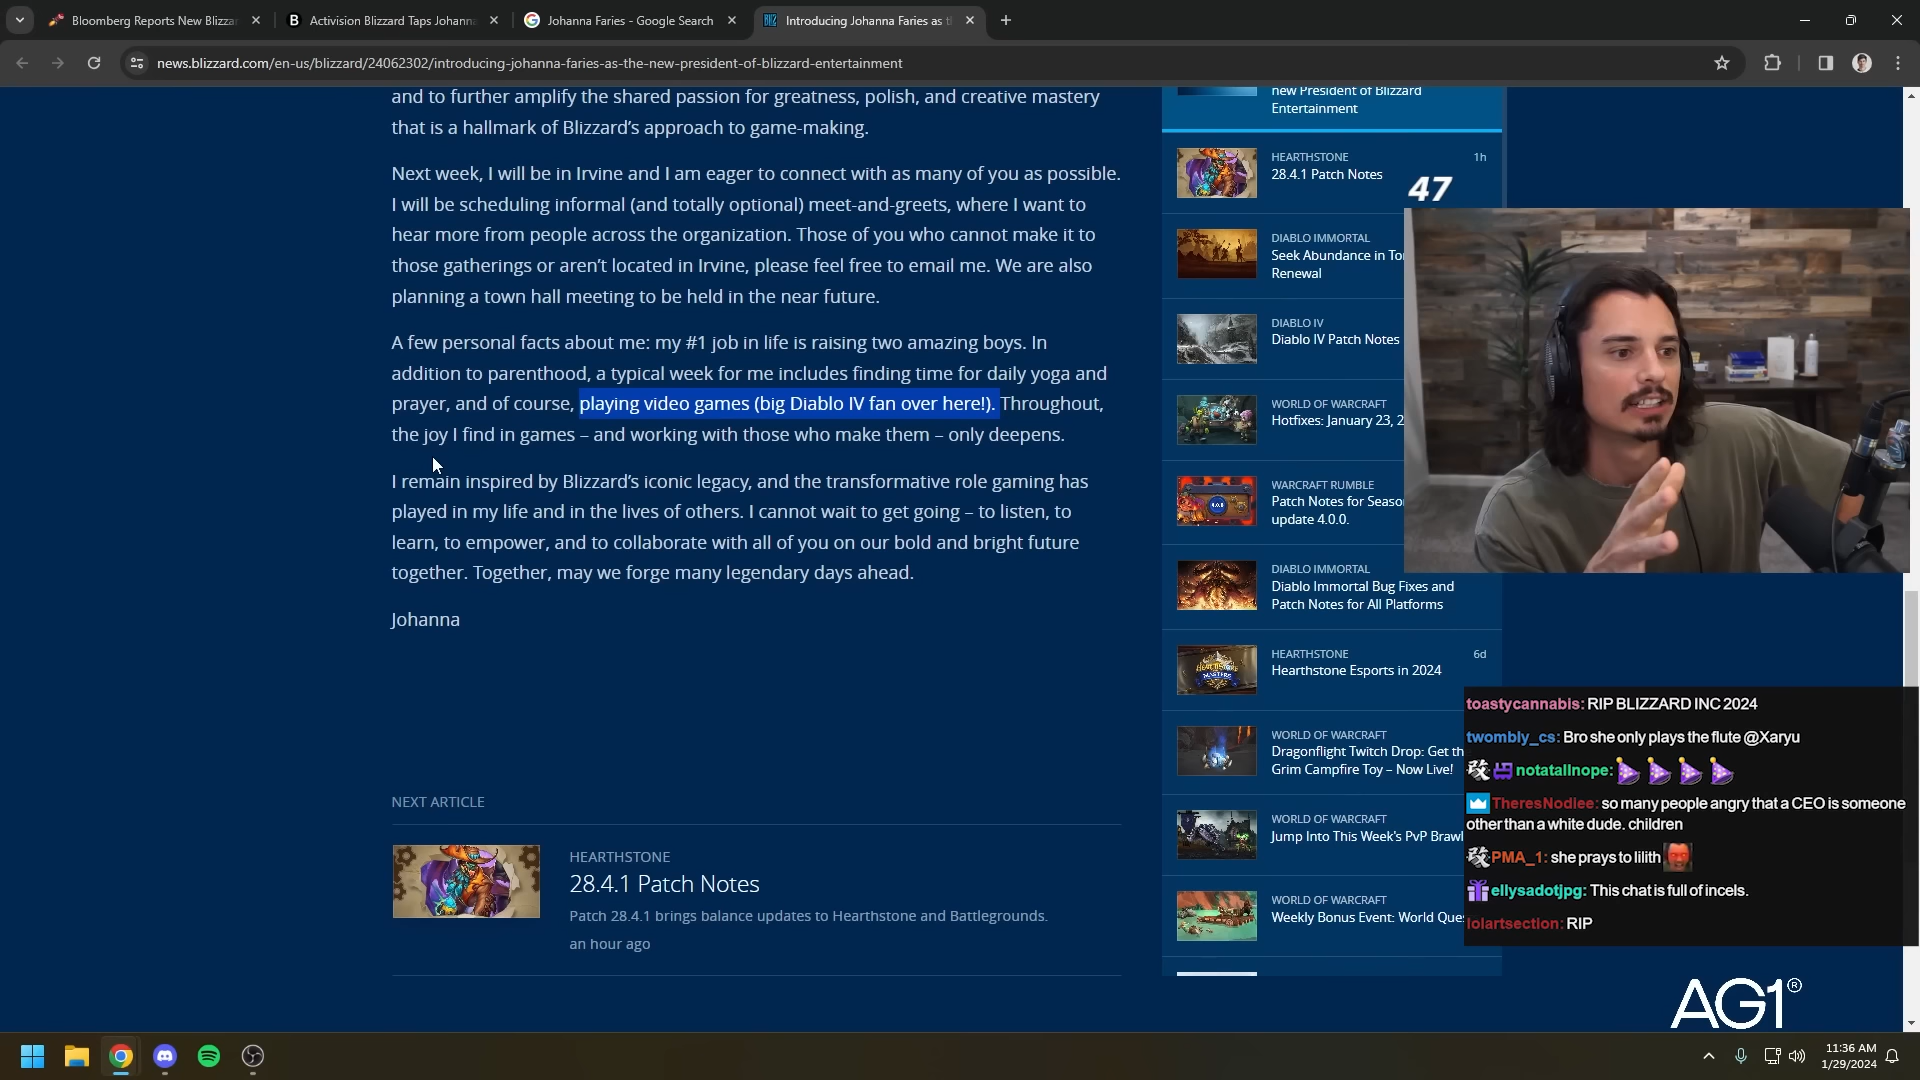 Bloomberg Reports New Blizza
Activision Blizzard Taps Johanna
Johanna Faries - Google Search
Introducing Johanna Faries as t
news.blizzard.com/en-us/blizzard/24062302/introducing-johanna-faries-as-the-new-president-of-blizzard-entertainment
and to further amplify the shared passion for greatness, polish, and creative mastery
that is a hallmark of Blizzard's approach to game-making.
Next week, I will be in Irvine and I am eager to connect with as many of you as possible.
I will be scheduling informal (and totally optional) meet-and-greets, where I want to
hear more from people across the organization. Those of you who cannot make it to
those gatherings or aren't located in Irvine, please feel free to email me. We are also
planning a town hall meeting to be held in the near future.
A few personal facts about me: my #1 job in life is raising two amazing boys. In
addition to parenthood, a typical week for me includes finding time for daily yoga and
prayer, and of course, playing video games (big Diablo IV fan over here!). Throughout,
the joy I find in games – and working with those who make them – only deepens.
I remain inspired by Blizzard's iconic legacy, and the transformative role gaming has
played in my life and in the lives of others. I cannot wait to get going – to listen, to
learn, to empower, and to collaborate with all of you on our bold and bright future
together. Together, may we forge many legendary days ahead.
Johanna
NEXT ARTICLE
HEARTHSTONE
28.4.1 Patch Notes
Patch 28.4.1 brings balance updates to Hearthstone and Battlegrounds.
an hour ago
new President of Blizzard
Entertainment
HEARTHSTONE 1h
28.4.1 Patch Notes
47
DIABLO IMMORTAL
Seek Abundance in To
Renewal
DIABLO IV
Diablo IV Patch Notes
WORLD OF WARCRAFT
Hotfixes: January 23, 2
WARCRAFT RUMBLE
Patch Notes for Seaso
update 4.0.0.
DIABLO IMMORTAL
Diablo Immortal Bug Fixes and
Patch Notes for All Platforms
HEARTHSTONE 6d
Hearthstone Esports in 2024
WORLD OF WARCRAFT
Dragonflight Twitch Drop: Get th
Grim Campfire Toy – Now Live!
WORLD OF WARCRAFT
Jump Into This Week's PvP Brawl
WORLD OF WARCRAFT
Weekly Bonus Event: World Que
toastycannabis: RIP BLIZZARD INC 2024
twombly_cs: Bro she only plays the flute @Xaryu
notatallnope:
TheresNodiee: so many people angry that a CEO is someone
other than a white dude. children
PMA_1: she prays to lilith
ellysadotjpg: This chat is full of incels.
lolartsection: RIP
AG1®
11:36 AM
1/29/2024